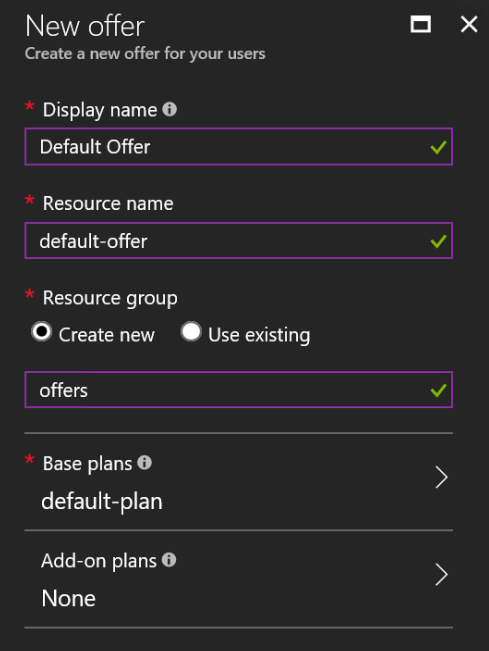 New offer
Create a new offer for your users
* Display name
Default Offer
* Resource name
default-offer
* Resource group
Create new Use existing
offers
* Base plans
default-plan
Add-on plans
None